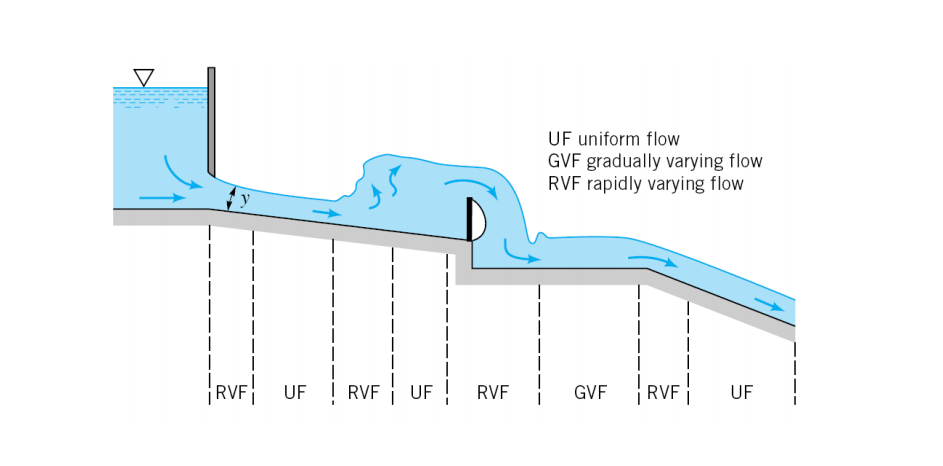 UF uniform flow
GVF gradually varying flow
RVF rapidly varying flow
y
RVF UF RVF UF RVF GVF RVF UF